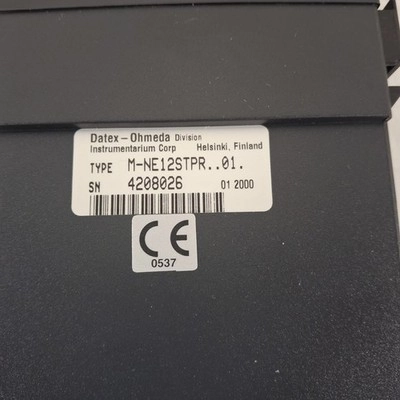 Datex-Ohmeda Division
Instrumentarium Corp Helsinki, Finland
TYPE M-NE12STPR..01.
SN 4208026 01 2000
CE
0537